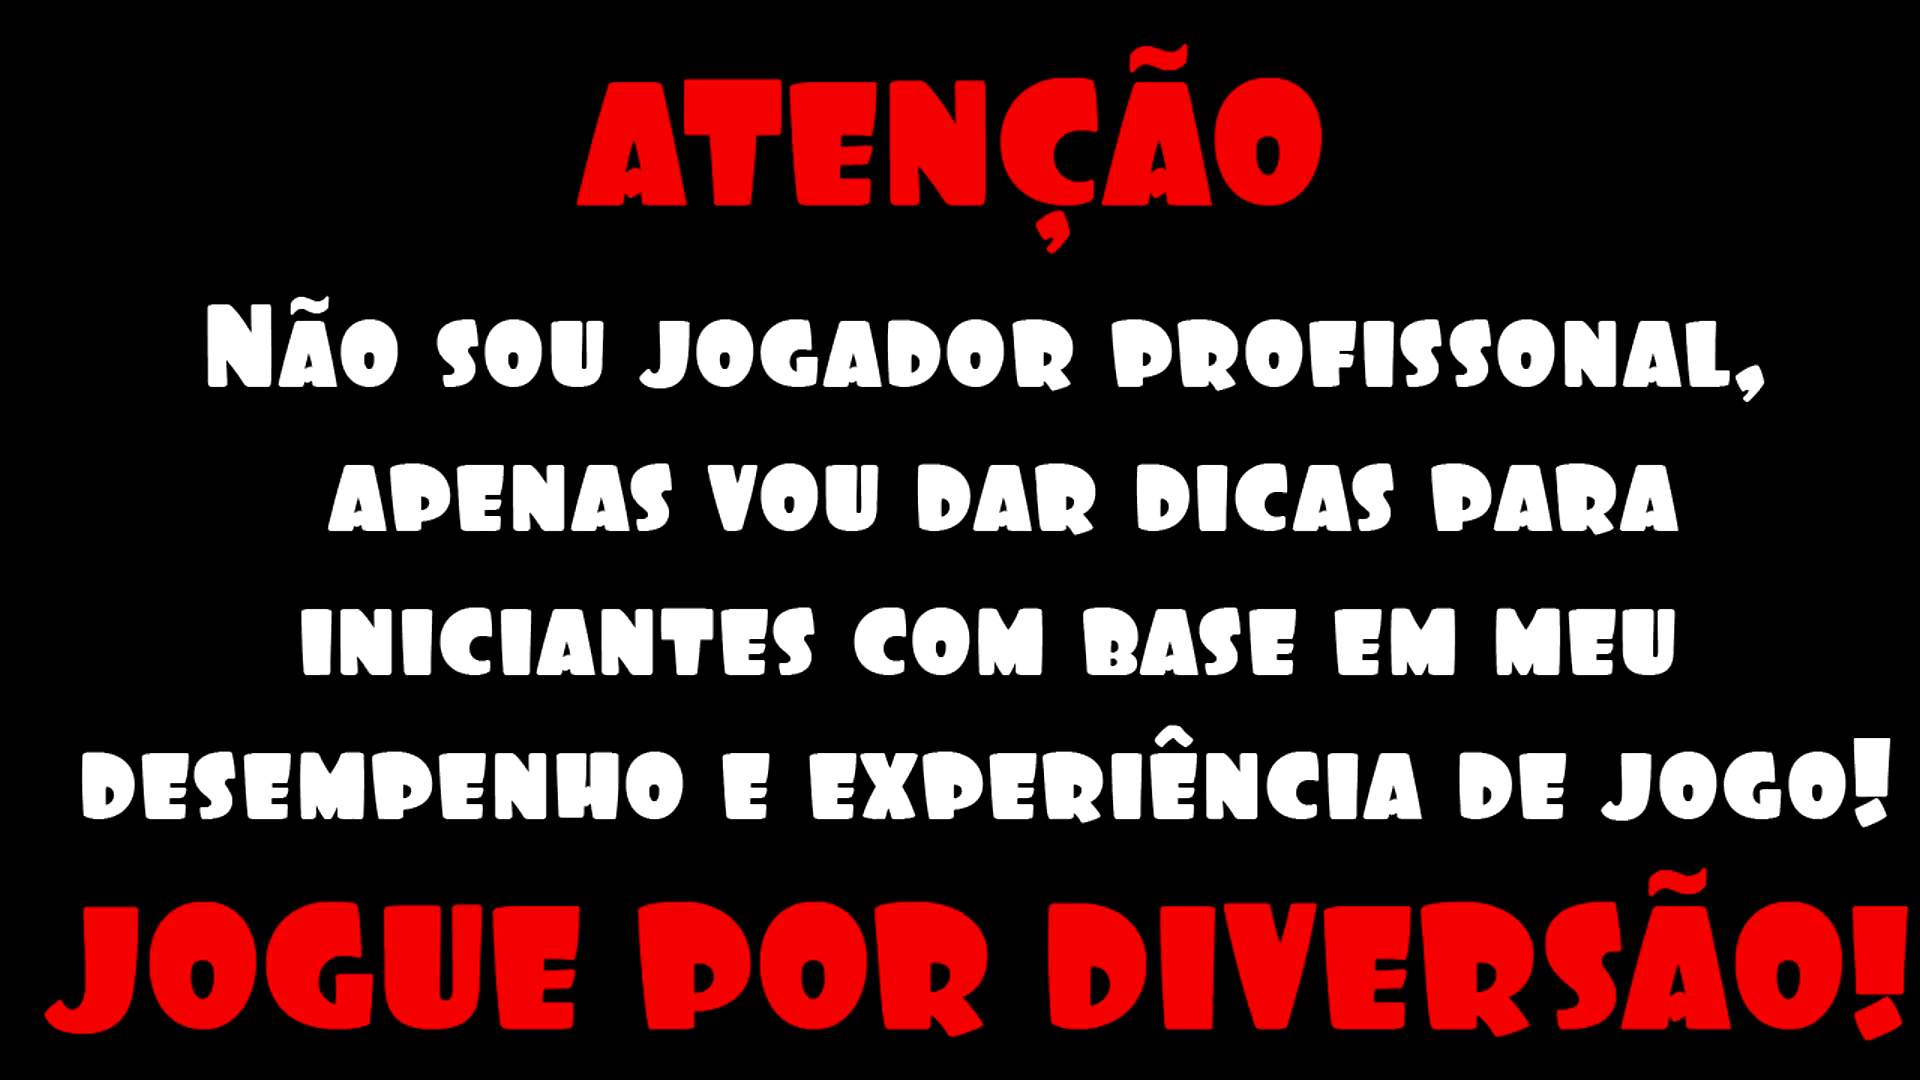 ATENÇÃO
NÃO SOU JOGADOR PROFISSONAL,
APENAS VOU DAR DICAS PARA
INICIANTES COM BASE EM MEU
DESEMPENHO E EXPERIÊNCIA DE JOGO!
JOGUE POR DIVERSÃO!